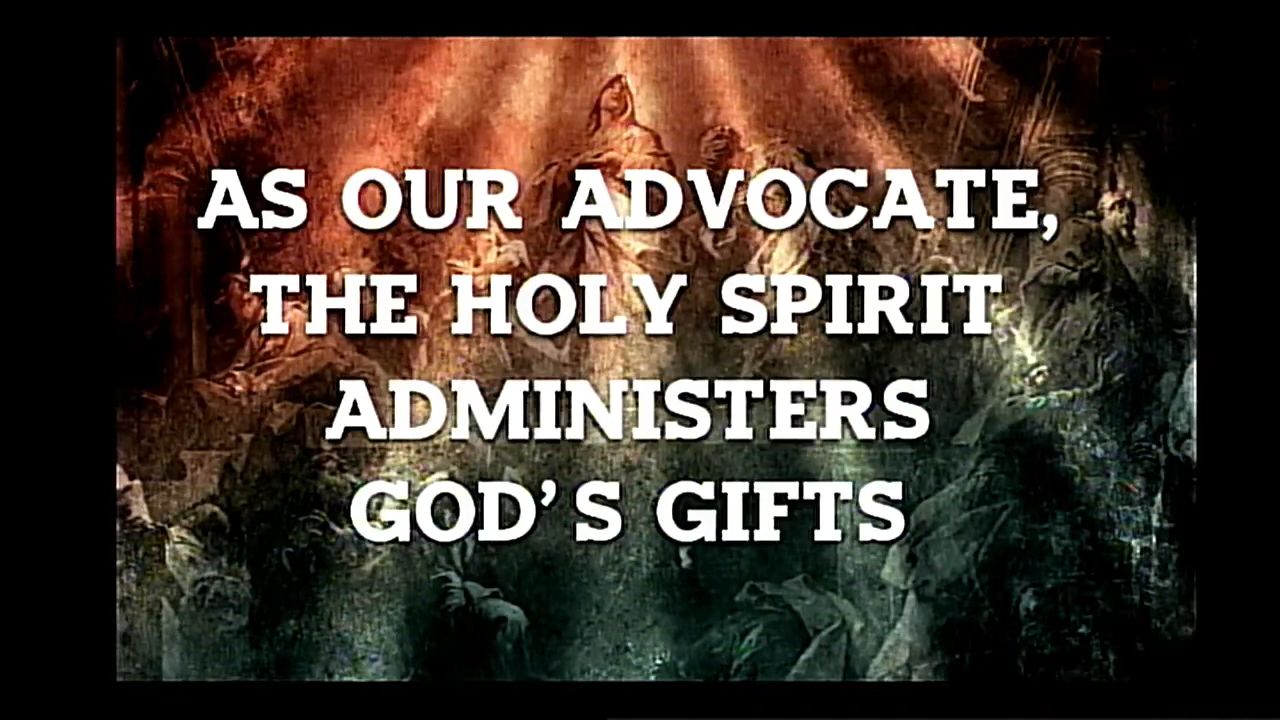 AS OUR ADVOCATE,
THE HOLY SPIRIT
ADMINISTERS
GOD'S GIFTS